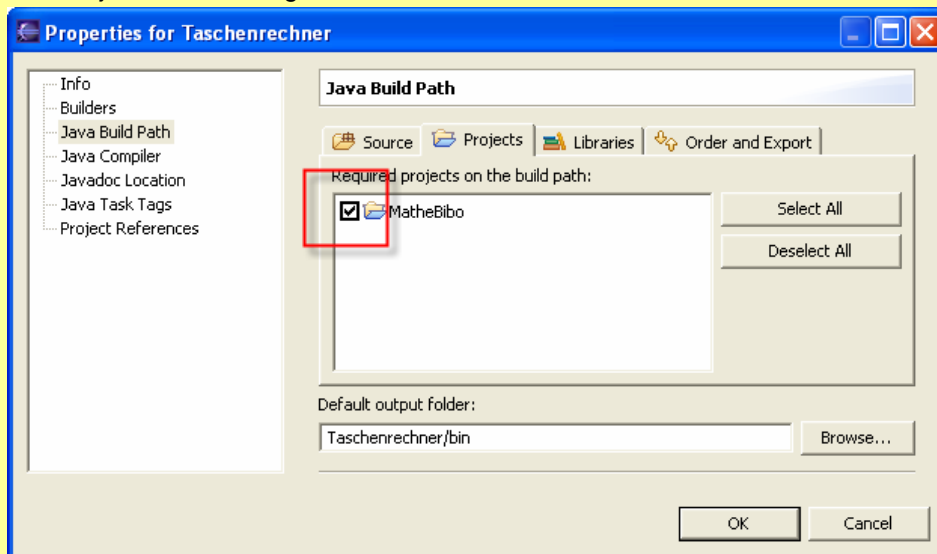 Properties for Taschenrechner
Info
Builders
Java Build Path
Java Compiler
Javadoc Location
Java Task Tags
Project References
Java Build Path
Source
Projects
Libraries
Order and Export
Required projects on the build path:
MatheBibo
Select All
Deselect All
Default output folder:
Taschenrechner/bin
Browse...
OK
Cancel